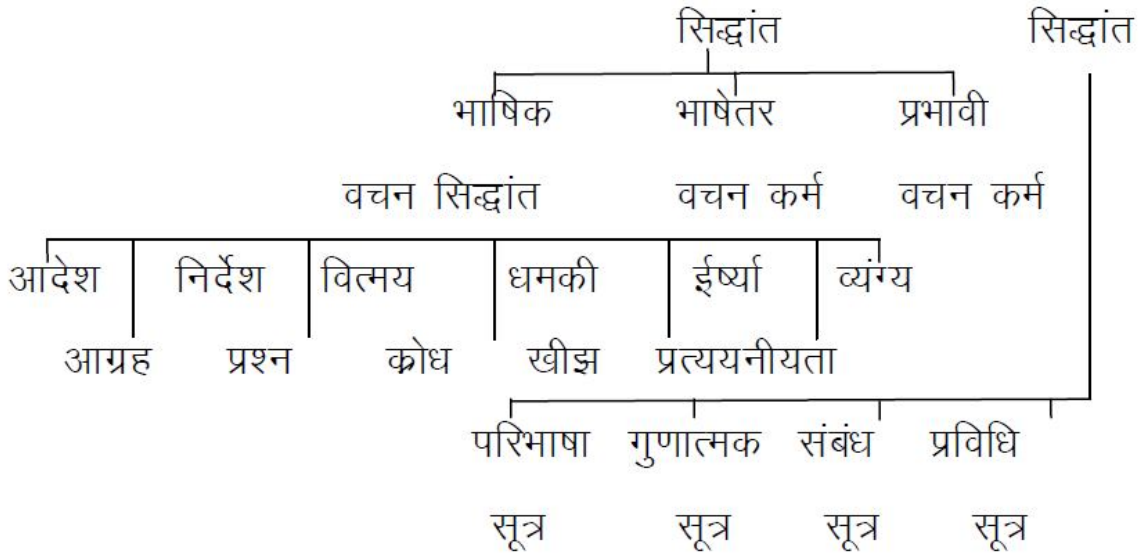 सिद्धांत सिद्धांत
भाषिक भाषेतर प्रभावी
वचन सिद्धांत वचन कर्म वचन कर्म
आदेश निर्देश वित्मय धमकी ईर्ष्या व्यंग्य
आग्रह प्रश्न क्रोध खीझ प्रत्ययनीयता
परिभाषा गुणात्मक संबंध प्रविधि
सूत्र सूत्र सूत्र सूत्र